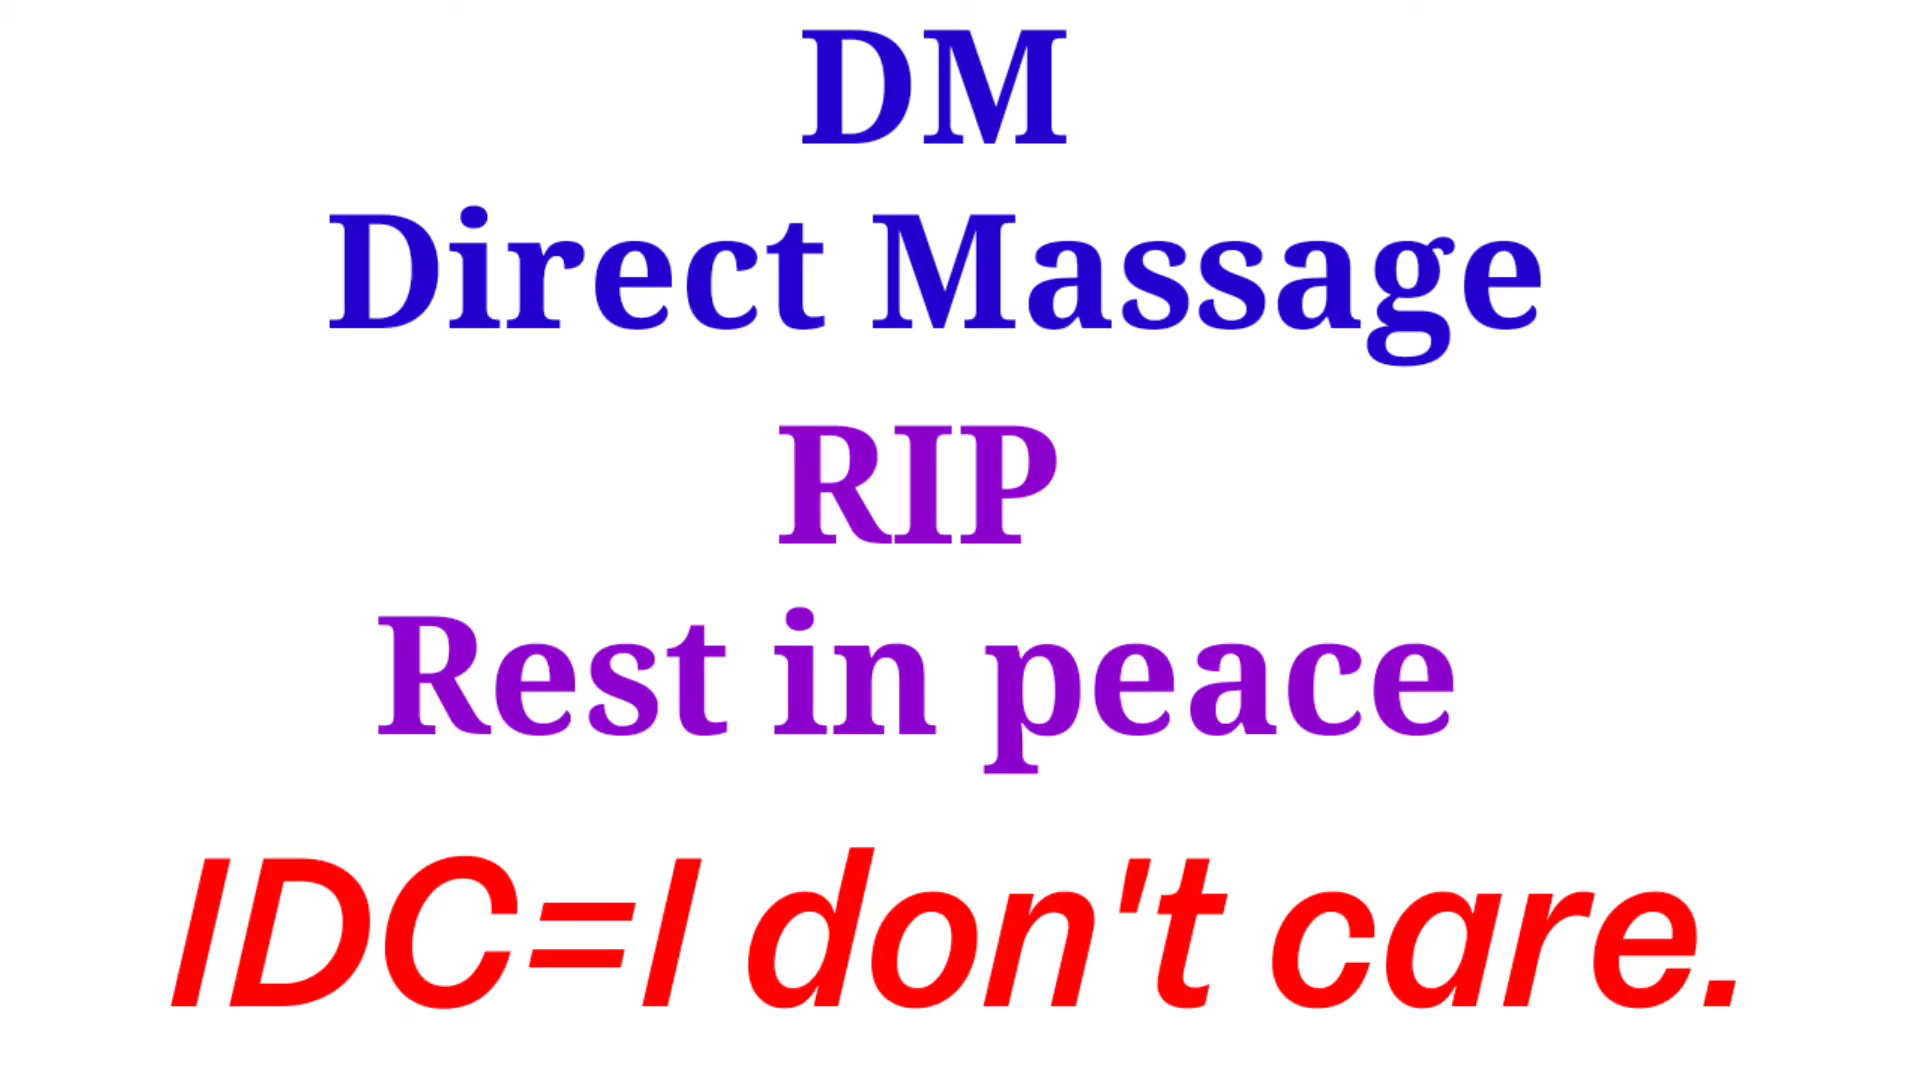 DM
Direct Massage
RIP
Rest in peace
IDC=I don't care.